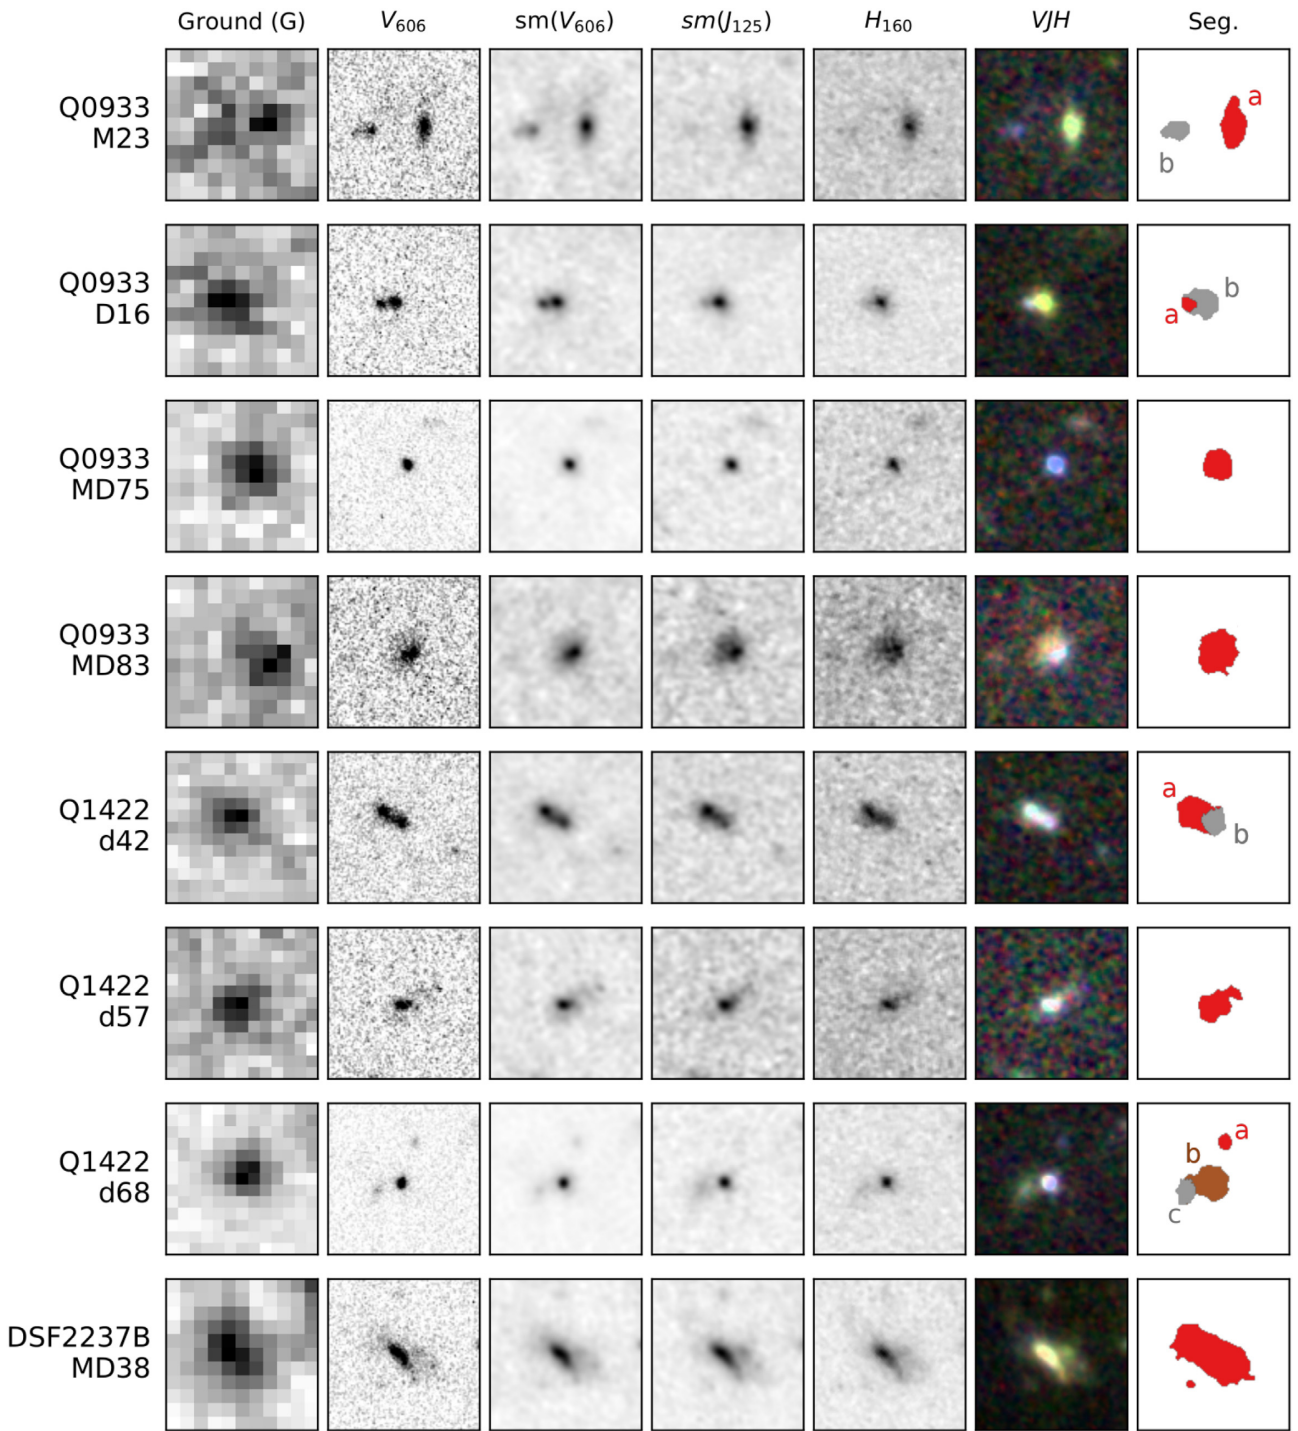 Ground (G) V606 sm(V606) sm(J125) H160 VJH Seg.
Q0933
M23
a
b
Q0933
D16
b
a
Q0933
MD75
Q0933
MD83
Q1422
d42
a
b
Q1422
d57
Q1422
d68
a
b
c
DSF2237B
MD38